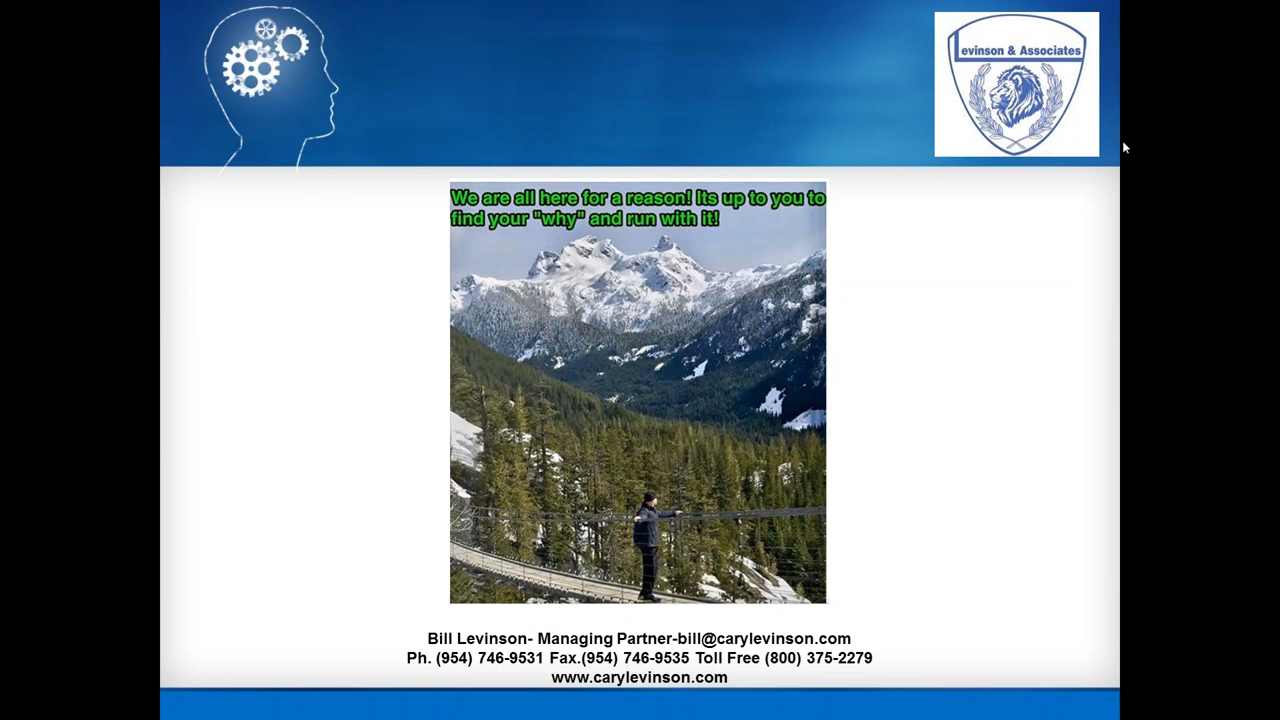 Levinson & Associates
We are all here for a reason! Its up to you to
find your "why" and run with it!
Bill Levinson- Managing Partner-bill@carylevinson.com
Ph. (954) 746-9531 Fax.(954) 746-9535 Toll Free (800) 375-2279
www.carylevinson.com